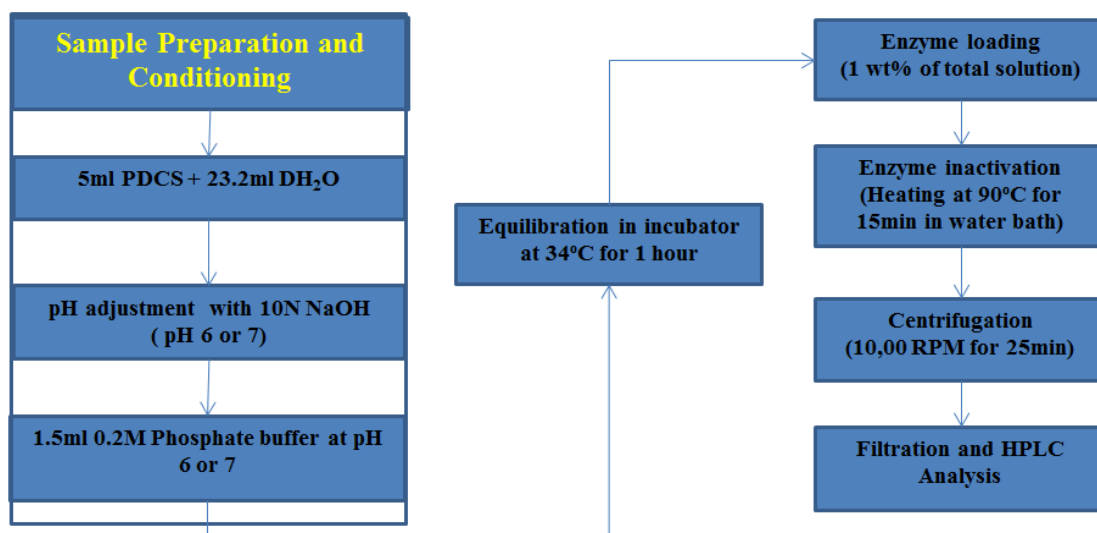 Sample Preparation and
Conditioning
5ml PDCS + 23.2ml DH₂O
pH adjustment with 10N NaOH
( pH 6 or 7)
1.5ml 0.2M Phosphate buffer at pH
6 or 7
Equilibration in incubator
at 34ºC for 1 hour
Enzyme loading
(1 wt% of total solution)
Enzyme inactivation
(Heating at 90ºC for
15min in water bath)
Centrifugation
(10,00 RPM for 25min)
Filtration and HPLC
Analysis